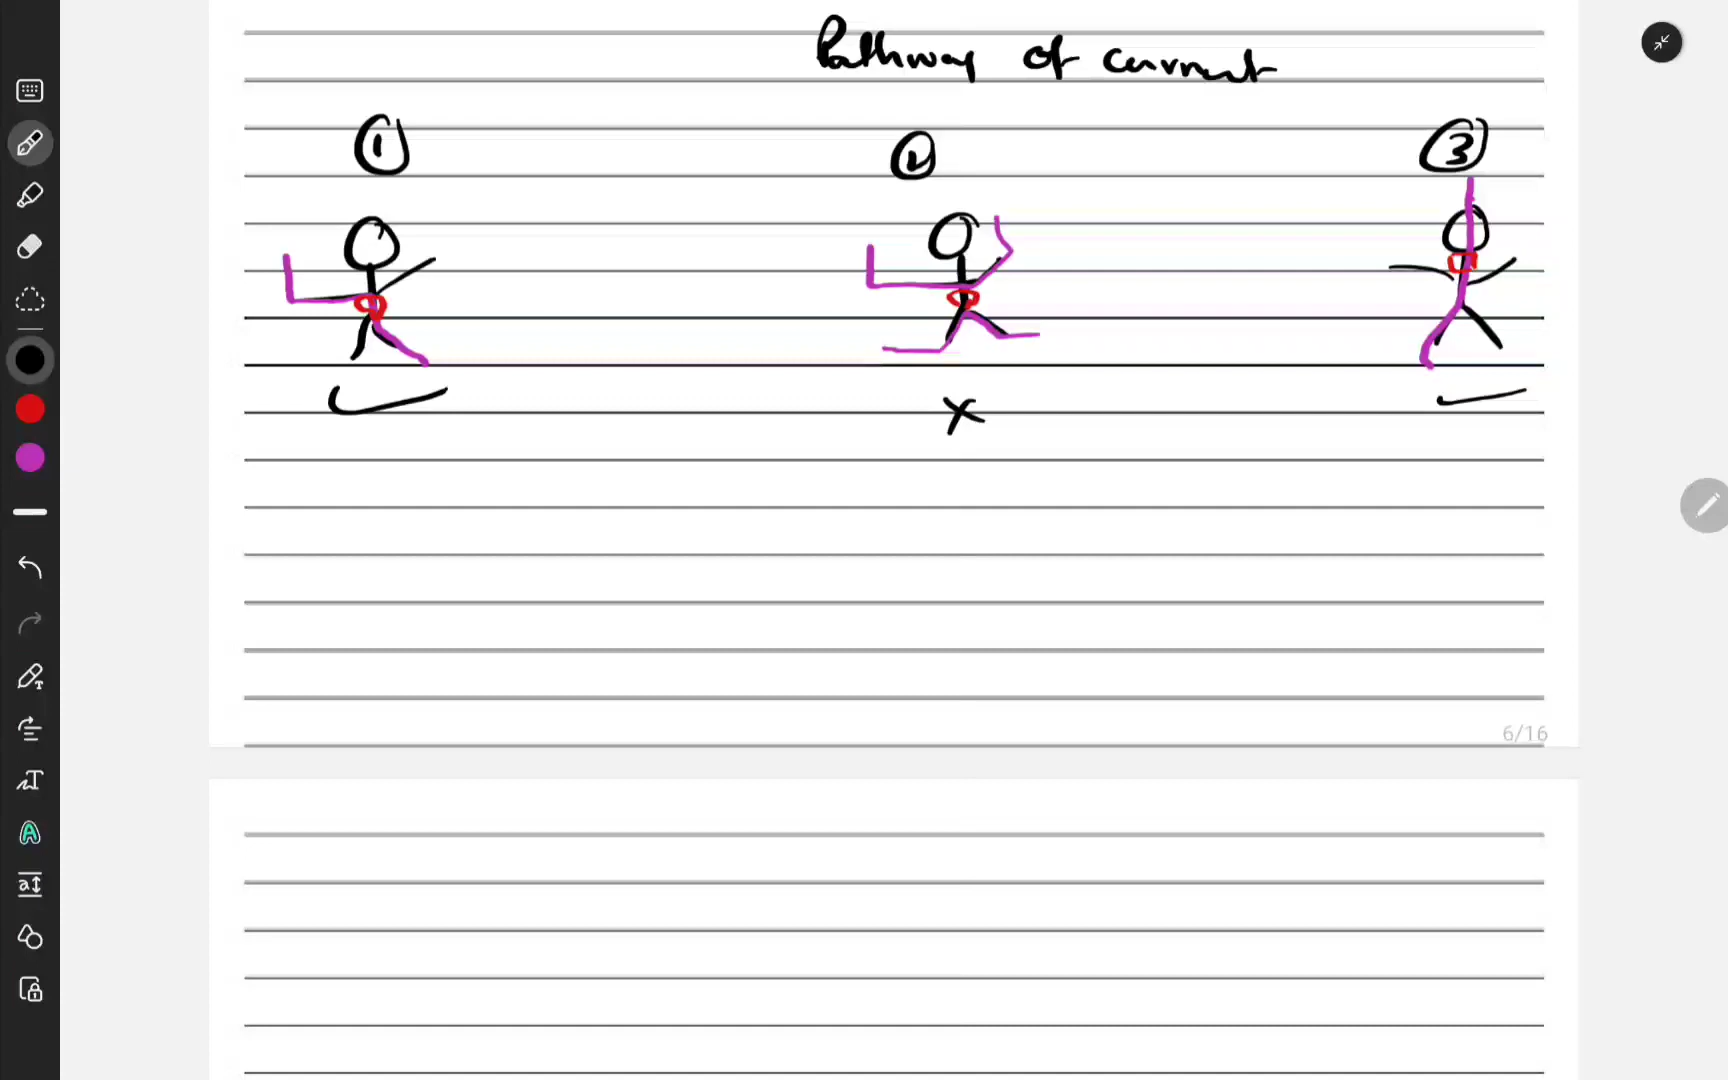 Pathway of current
① ② ③
✓ × ✓
6/16